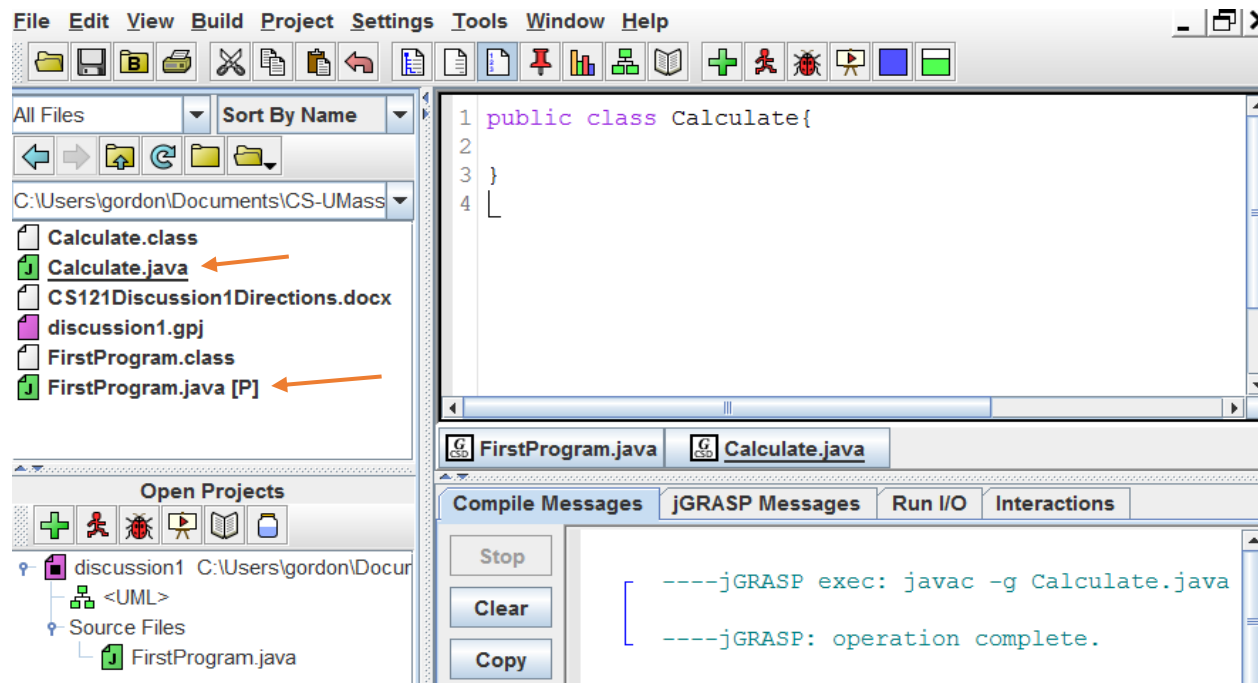 File Edit View Build Project Settings Tools Window Help
B
All Files
Sort By Name
C:\Users\gordon\Documents\CS-UMass
Calculate.class
J Calculate.java
CS121Discussion1Directions.docx
discussion1.gpj
FirstProgram.class
J FirstProgram.java [P]
1 public class Calculate{
2
3 }
4
G CSD FirstProgram.java
G CSD Calculate.java
Open Projects
discussion1 C:\Users\gordon\Docur
<UML>
Source Files
J FirstProgram.java
Compile Messages
jGRASP Messages
Run I/O
Interactions
Stop
Clear
Copy
----jGRASP exec: javac -g Calculate.java
----jGRASP: operation complete.